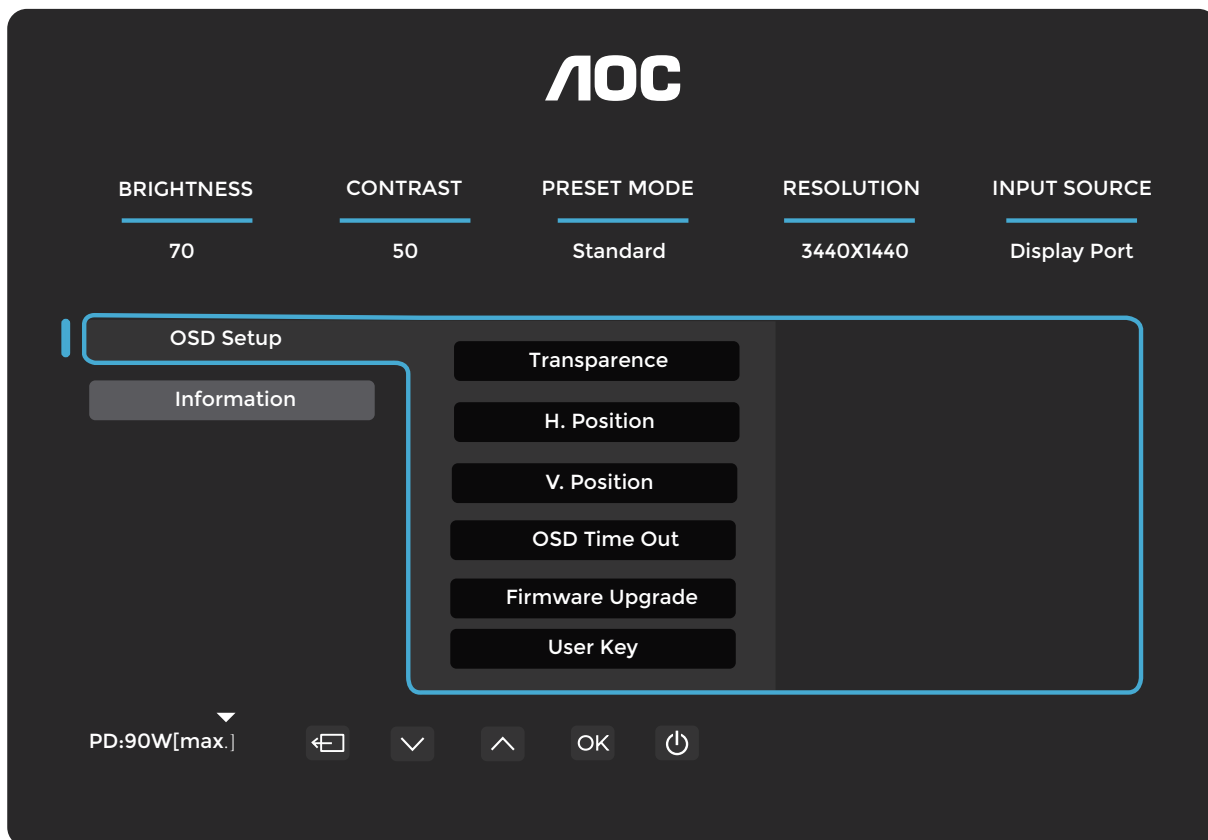 AOC
BRIGHTNESS CONTRAST PRESET MODE RESOLUTION INPUT SOURCE
70 50 Standard 3440X1440 Display Port
OSD Setup
Information
Transparence
H. Position
V. Position
OSD Time Out
Firmware Upgrade
User Key
PD:90W[max.] OK